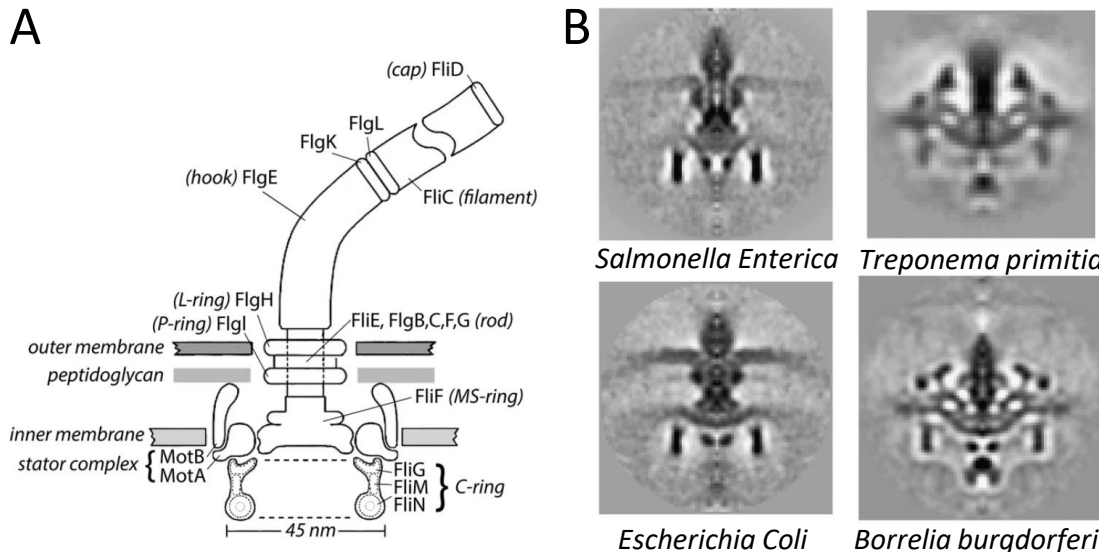 A
(cap) FliD
FlgL
FlgK
(hook) FlgE
FliC (filament)
(L-ring) FlgH
(P-ring) FlgI
FliE, FlgB,C,F,G (rod)
outer membrane
peptidoglycan
FliF (MS-ring)
inner membrane
stator complex { MotB
MotA
FliG
FliM } C-ring
FliN
45 nm
B
Salmonella Enterica
Treponema primitia
Escherichia Coli
Borrelia burgdorferi